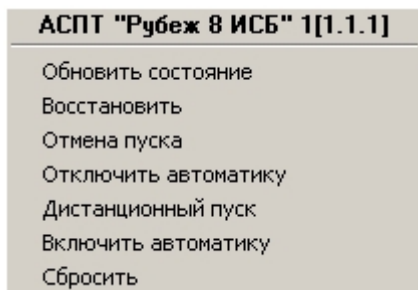 АСПТ "Рубеж 8 ИСБ" 1[1.1.1]
Обновить состояние
Восстановить
Отмена пуска
Отключить автоматику
Дистанционный пуск
Включить автоматику
Сбросить